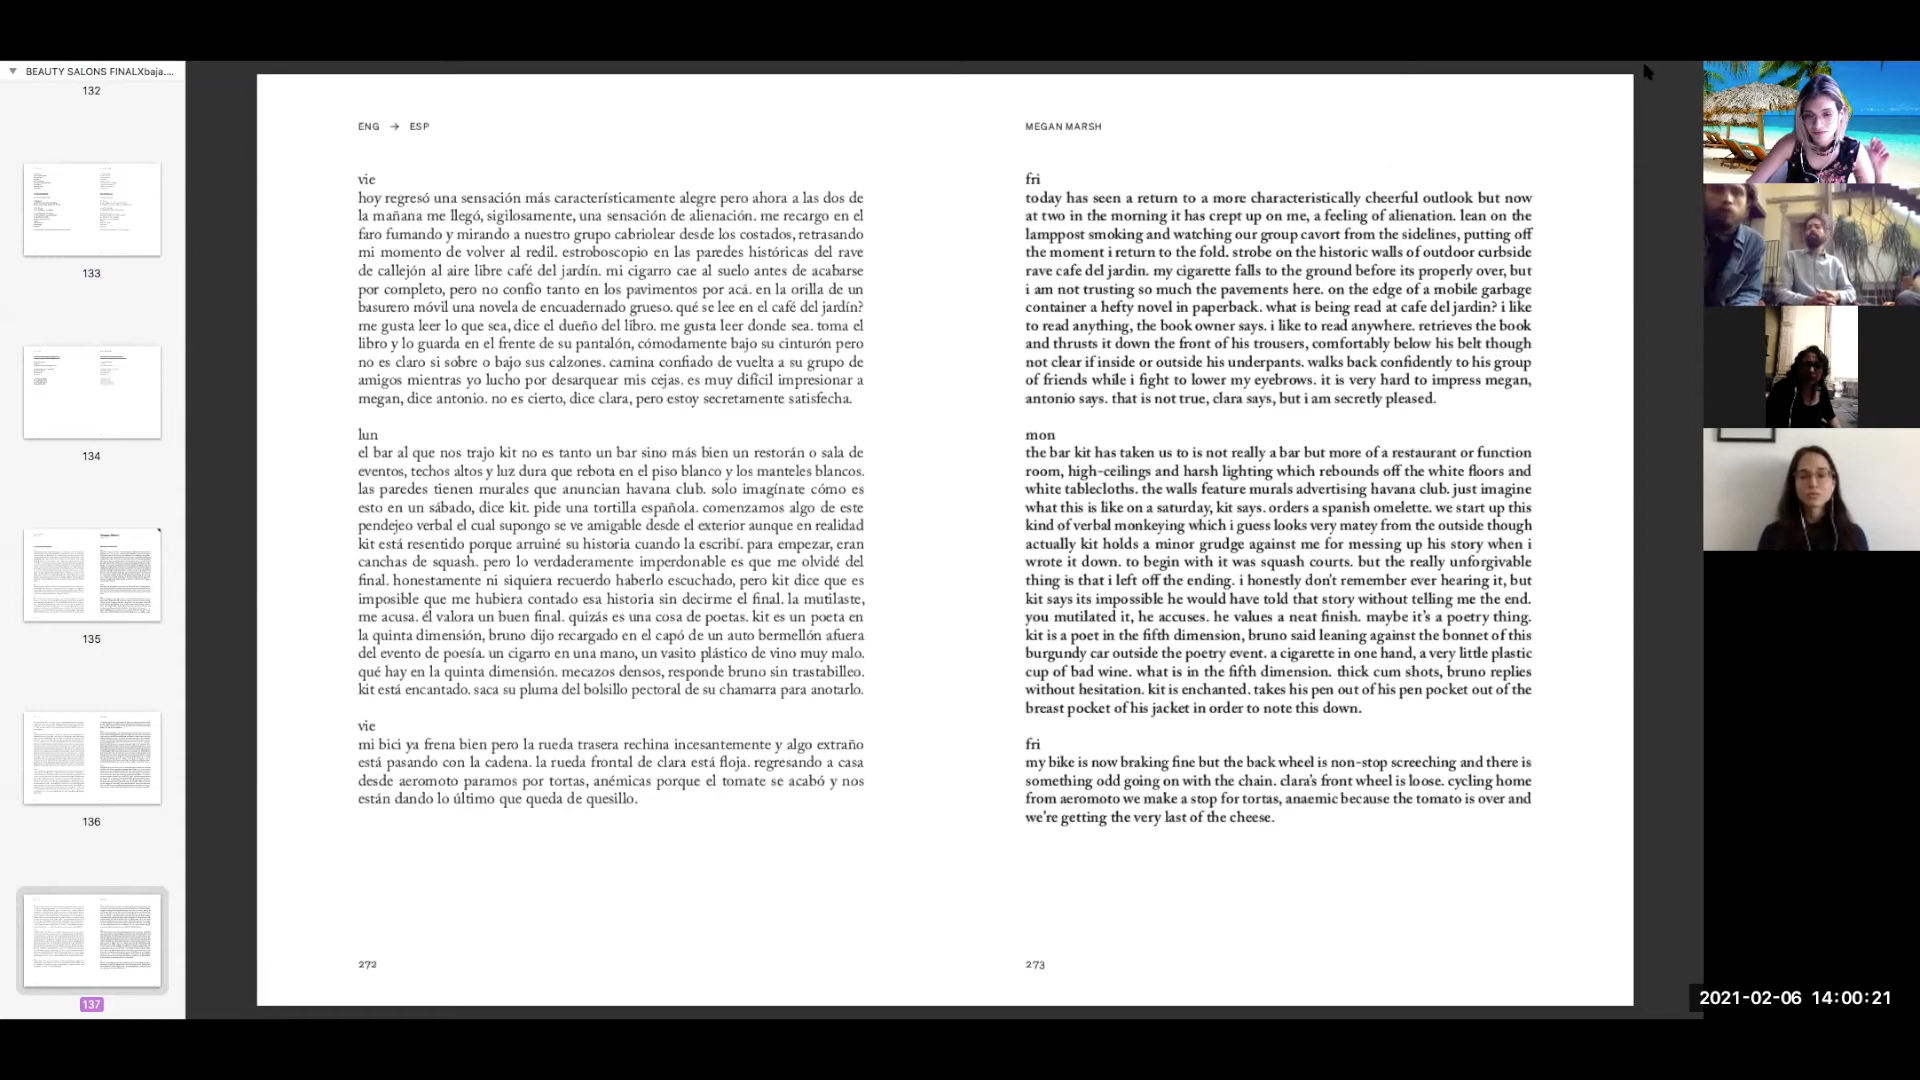 BEAUTY SALONS FINALXbaja....
132
133
134
135
136
137
ENG → ESP
vie
hoy regresó una sensación más característicamente alegre pero ahora a las dos de
la mañana me llegó, sigilosamente, una sensación de alienación. me recargo en el
faro fumando y mirando a nuestro grupo cabriolear desde los costados, retrasando
mi momento de volver al redil. estroboscopio en las paredes históricas del rave
de callejón al aire libre café del jardín. mi cigarro cae al suelo antes de acabarse
por completo, pero no confío tanto en los pavimentos por acá. en la orilla de un
basurero móvil una novela de encuadernado grueso. qué se lee en el café del jardín?
me gusta leer lo que sea, dice el dueño del libro. me gusta leer donde sea. toma el
libro y lo guarda en el frente de su pantalón, cómodamente bajo su cinturón pero
no es claro si sobre o bajo sus calzones. camina confiado de vuelta a su grupo de
amigos mientras yo lucho por desarquear mis cejas. es muy difícil impresionar a
megan, dice antonio. no es cierto, dice clara, pero estoy secretamente satisfecha.
lun
el bar al que nos trajo kit no es tanto un bar sino más bien un restorán o sala de
eventos, techos altos y luz dura que rebota en el piso blanco y los manteles blancos.
las paredes tienen murales que anuncian havana club. solo imagínate cómo es
esto en un sábado, dice kit. pide una tortilla española. comenzamos algo de este
pendejeo verbal el cual supongo se ve amigable desde el exterior aunque en realidad
kit está resentido porque arruiné su historia cuando la escribí. para empezar, eran
canchas de squash. pero lo verdaderamente imperdonable es que me olvidé del
final. honestamente ni siquiera recuerdo haberlo escuchado, pero kit dice que es
imposible que me hubiera contado esa historia sin decirme el final. la mutilaste,
me acusa. él valora un buen final. quizás es una cosa de poetas. kit es un poeta en
la quinta dimensión, bruno dijo recargado en el capó de un auto bermellón afuera
del evento de poesía. un cigarro en una mano, un vasito plástico de vino muy malo.
qué hay en la quinta dimensión. mecazos densos, responde bruno sin trastabilleo.
kit está encantado. saca su pluma del bolsillo pectoral de su chamarra para anotarlo.
vie
mi bici ya frena bien pero la rueda trasera rechina incesantemente y algo extraño
está pasando con la cadena. la rueda frontal de clara está floja. regresando a casa
desde aeromoto paramos por tortas, anémicas porque el tomate se acabó y nos
están dando lo último que queda de quesillo.
272
MEGAN MARSH
fri
today has seen a return to a more characteristically cheerful outlook but now
at two in the morning it has crept up on me, a feeling of alienation. lean on the
lamppost smoking and watching our group cavort from the sidelines, putting off
the moment i return to the fold. strobe on the historic walls of outdoor curbside
rave cafe del jardin. my cigarette falls to the ground before its properly over, but
i am not trusting so much the pavements here. on the edge of a mobile garbage
container a hefty novel in paperback. what is being read at cafe del jardin? i like
to read anything, the book owner says. i like to read anywhere. retrieves the book
and thrusts it down the front of his trousers, comfortably below his belt though
not clear if inside or outside his underpants. walks back confidently to his group
of friends while i fight to lower my eyebrows. it is very hard to impress megan,
antonio says. that is not true, clara says, but i am secretly pleased.
mon
the bar kit has taken us to is not really a bar but more of a restaurant or function
room, high-ceilings and harsh lighting which rebounds off the white floors and
white tablecloths. the walls feature murals advertising havana club. just imagine
what this is like on a saturday, kit says. orders a spanish omelette. we start up this
kind of verbal monkeying which i guess looks very matey from the outside though
actually kit holds a minor grudge against me for messing up his story when i
wrote it down. to begin with it was squash courts. but the really unforgivable
thing is that i left off the ending. i honestly don't remember ever hearing it, but
kit says its impossible he would have told that story without telling me the end.
you mutilated it, he accuses. he values a neat finish. maybe it's a poetry thing.
kit is a poet in the fifth dimension, bruno said leaning against the bonnet of this
burgundy car outside the poetry event. a cigarette in one hand, a very little plastic
cup of bad wine. what is in the fifth dimension. thick cum shots, bruno replies
without hesitation. kit is enchanted. takes his pen out of his pen pocket out of the
breast pocket of his jacket in order to note this down.
fri
my bike is now braking fine but the back wheel is non-stop screeching and there is
something odd going on with the chain. clara's front wheel is loose. cycling home
from aeromoto we make a stop for tortas, anaemic because the tomato is over and
we're getting the very last of the cheese.
273
2021-02-06 14:00:21